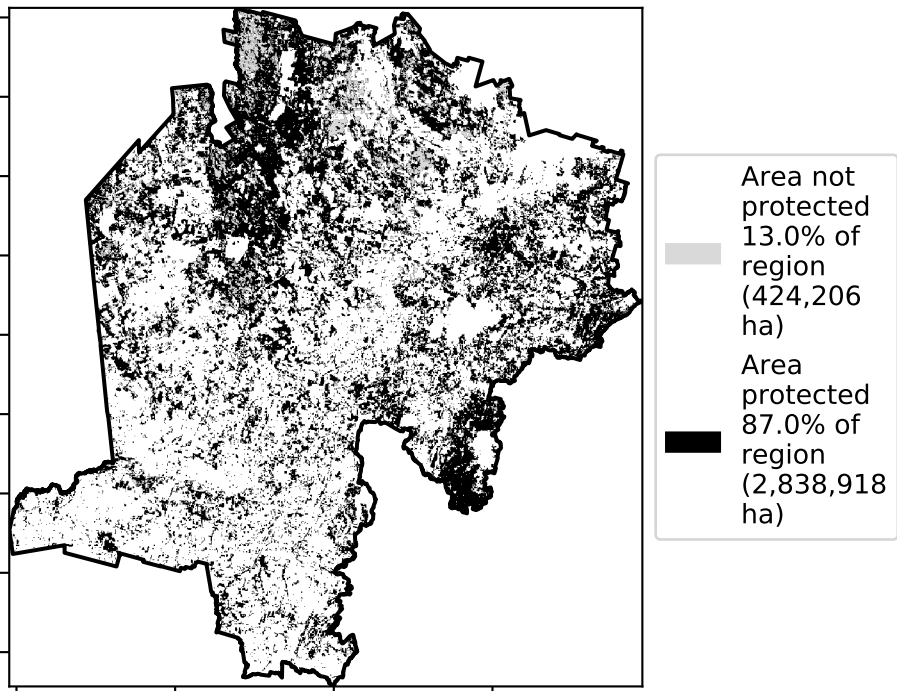 Area not
protected
13.0% of
region
(424,206
ha)
Area
protected
87.0% of
region
(2,838,918
ha)